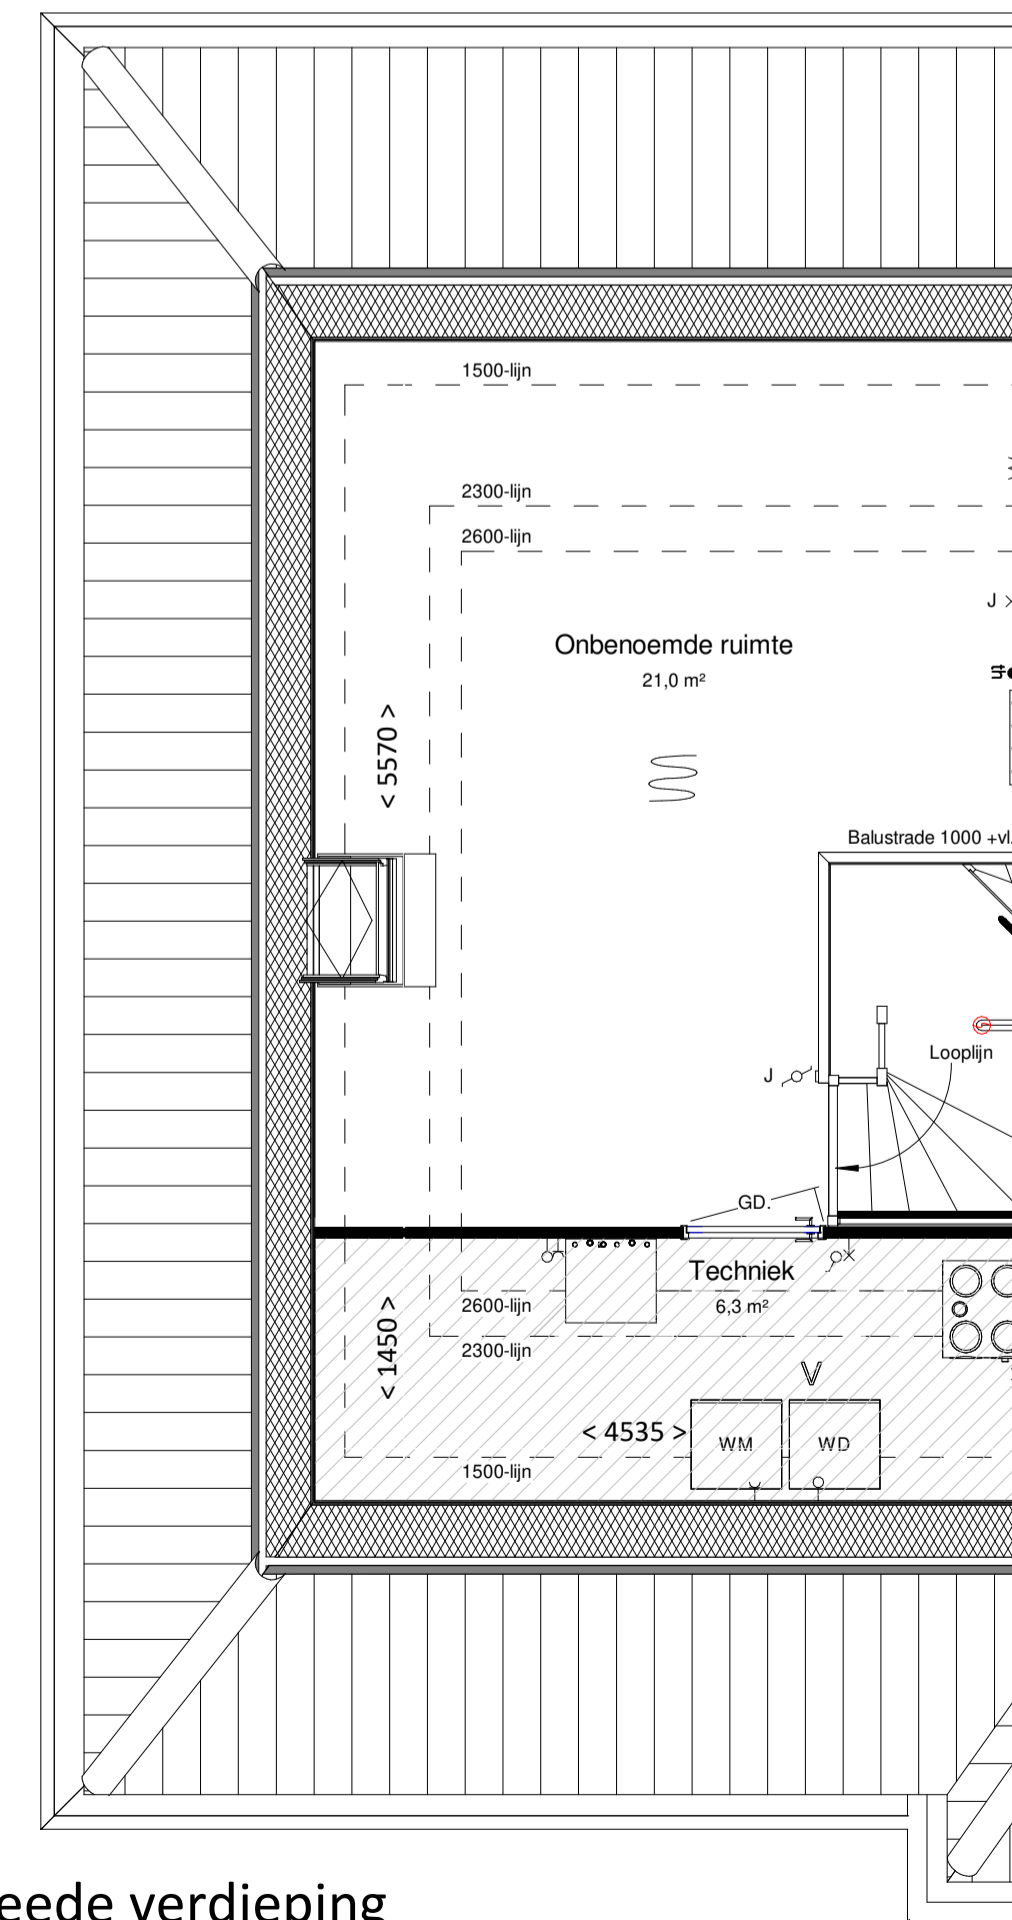 1500-lijn
2300-lijn
2600-lijn
J
Onbenoemde ruimte
21,0 m²
< 5570 >
Balustrade 1000 +vl.
Looplijn
J
GD.
Techniek
6,3 m²
2600-lijn
2300-lijn
< 1450 >
V
< 4535 >
WM
WD
1500-lijn
eede verdieping